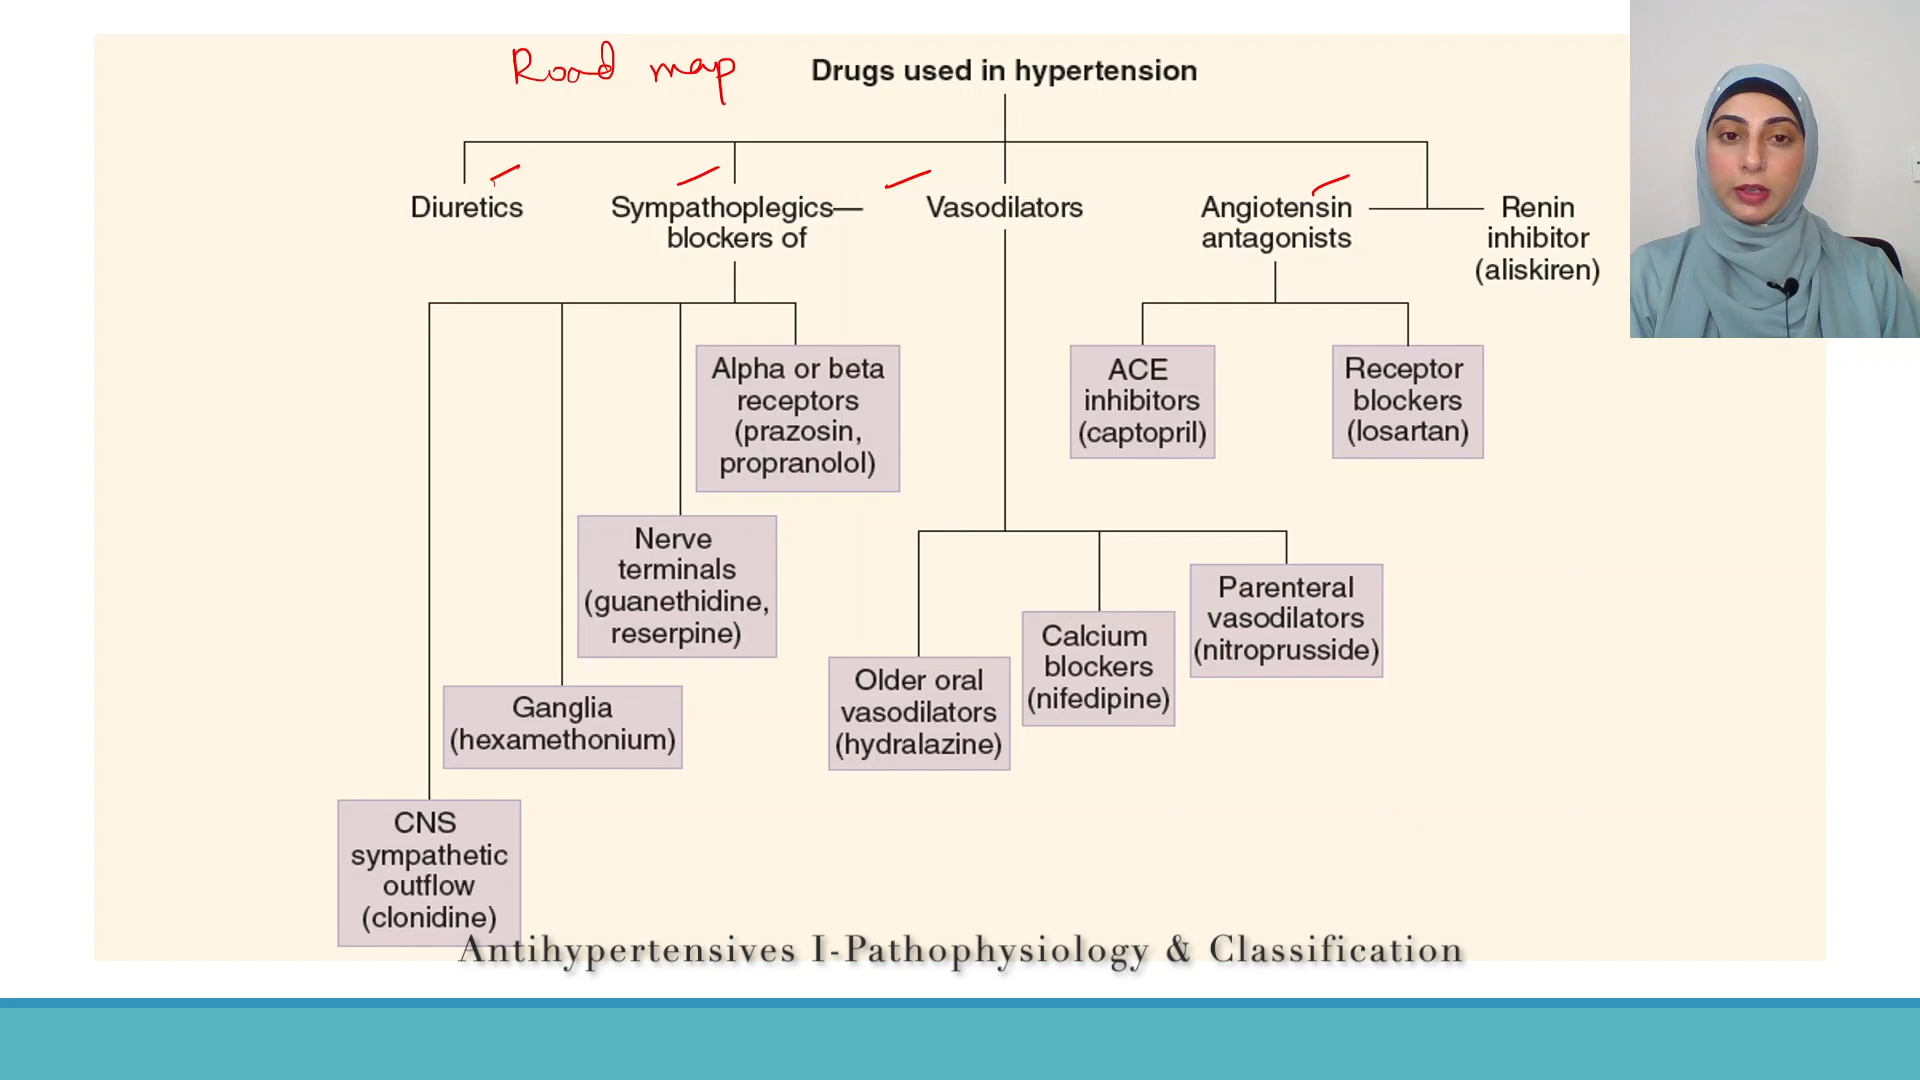 Road map
Drugs used in hypertension
Diuretics
Sympathoplegics—
blockers of
Vasodilators
Angiotensin
antagonists
Renin
inhibitor
(aliskiren)
Alpha or beta
receptors
(prazosin,
propranolol)
ACE
inhibitors
(captopril)
Receptor
blockers
(losartan)
Nerve
terminals
(guanethidine,
reserpine)
Parenteral
vasodilators
(nitroprusside)
Calcium
blockers
(nifedipine)
Older oral
vasodilators
(hydralazine)
Ganglia
(hexamethonium)
CNS
sympathetic
outflow
(clonidine)
Antihypertensives I-Pathophysiology & Classification